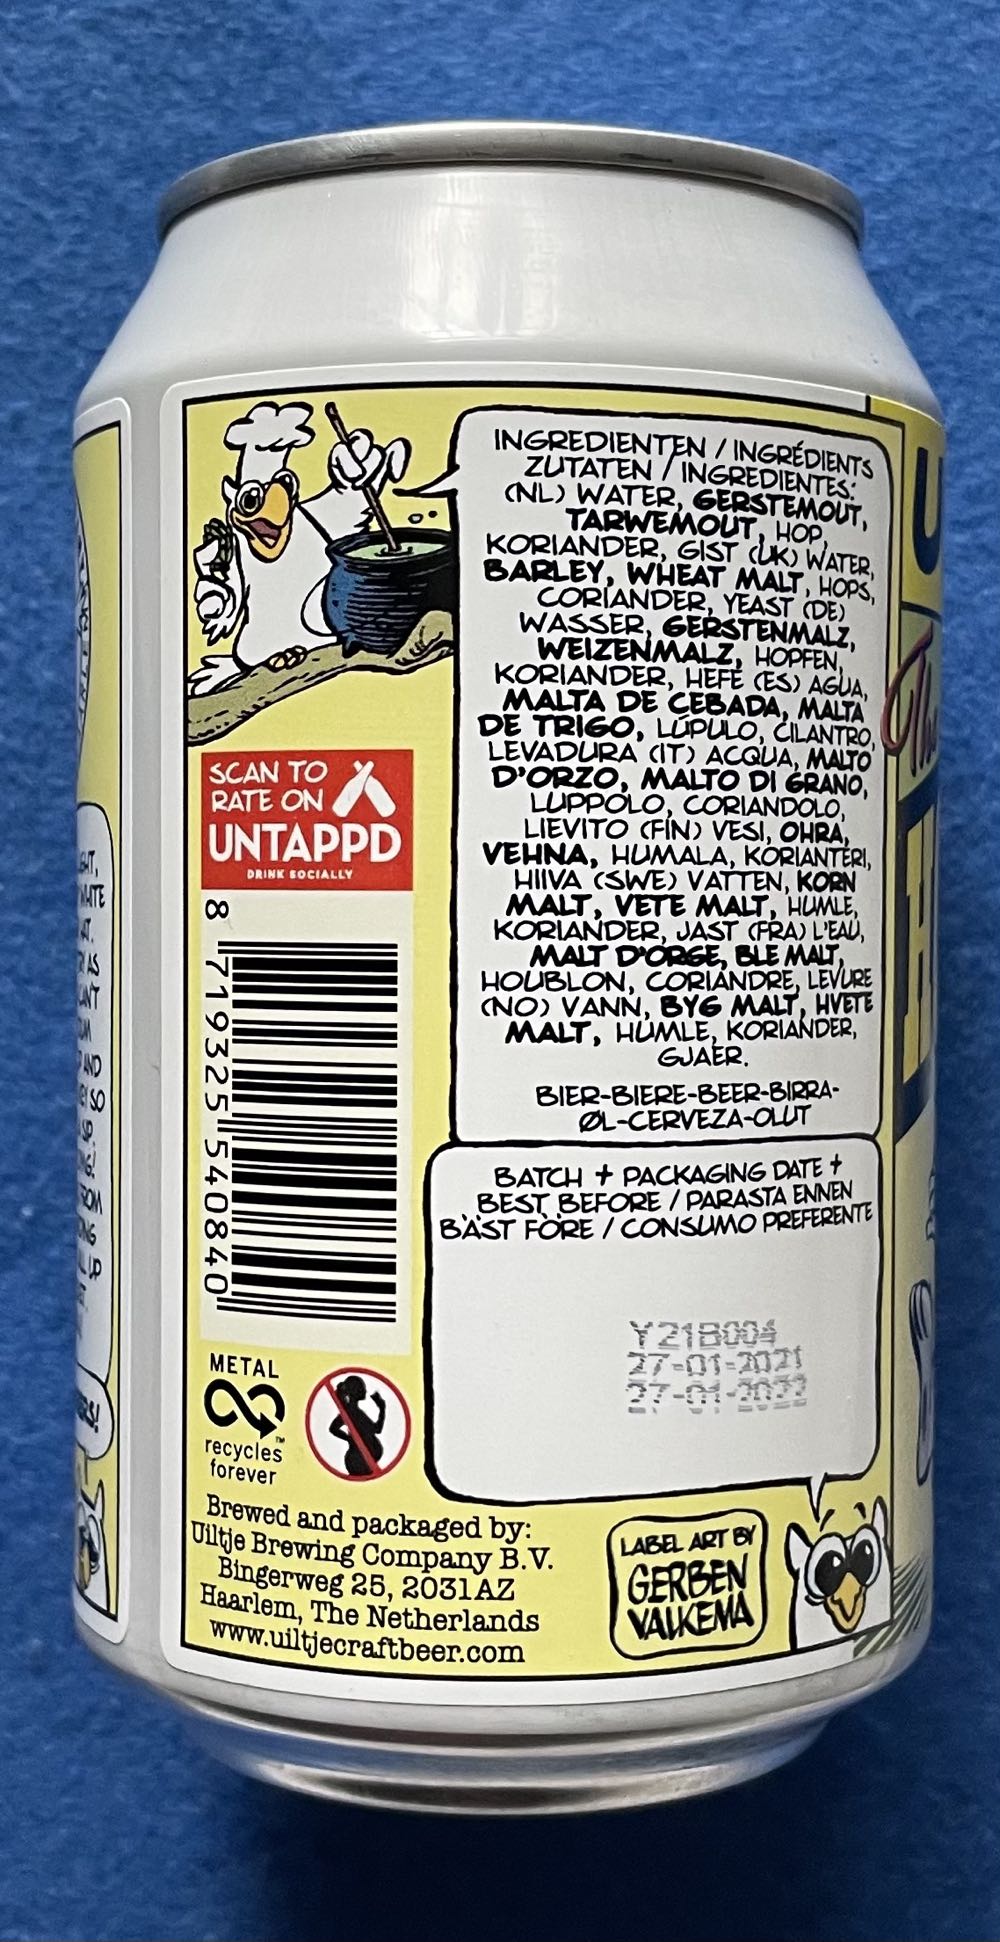 INGREDIENTEN / INGRÉDIENTS
ZUTATEN / INGREDIENTES:
(NL) WATER, GERSTEMOUT,
TARWEMOUT, HOP,
KORIANDER, GIST (UK) WATER,
BARLEY, WHEAT MALT, HOPS,
CORIANDER, YEAST (DE)
WASSER, GERSTENMALZ,
WEIZENMALZ, HOPFEN,
KORIANDER, HEFE (ES) AGUA,
MALTA DE CEBADA, MALTA
DE TRIGO, LÚPULO, CILANTRO,
LEVADURA (IT) ACQUA, MALTO
D'ORZO, MALTO DI GRANO,
LUPPOLO, CORIANDOLO,
LIEVITO (FIN) VESI, OHRA,
VEHNA, HUMALA, KORIANTERI,
HIIVA (SWE) VATTEN, KORN
MALT, VETE MALT, HUMLE,
KORIANDER, JAST (FRA) L'EAU,
MALT D'ORGE, BLE MALT,
HOUBLON, CORIANDRE, LEVURE
(NO) VANN, BYG MALT, HVETE
MALT, HUMLE, KORIANDER,
GJAER.
BIER-BIERE-BEER-BIRRA-
ØL-CERVEZA-OLUT
BATCH + PACKAGING DATE +
BEST BEFORE / PARASTA ENNEN
BÄST FÖRE / CONSUMO PREFERENTE
Y21B004
27-01-2021
27-01-2022
SCAN TO
RATE ON
UNTAPPD
DRINK SOCIALLY
8 719325 540840
METAL
recycles
forever
Brewed and packaged by:
Uiltje Brewing Company B.V.
Bingerweg 25, 2031AZ
Haarlem, The Netherlands
www.uiltjecraftbeer.com
LABEL ART BY
GERBEN
VALKEMA